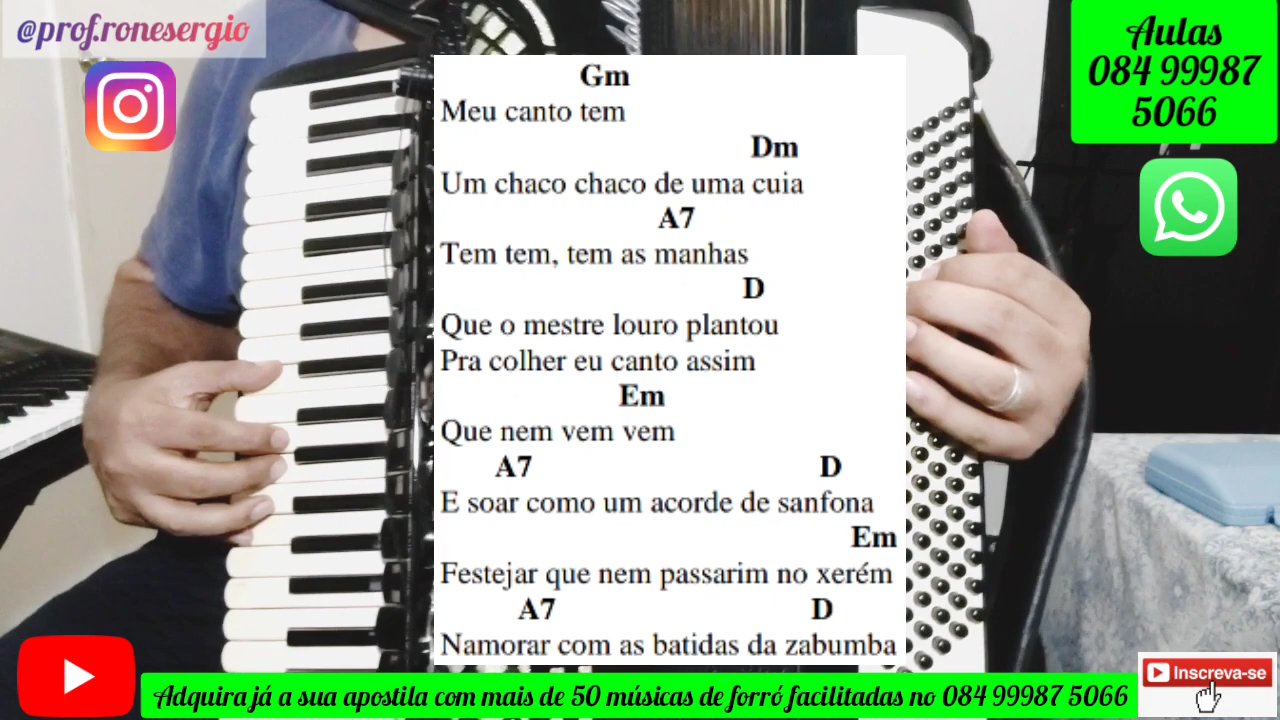 @prof.ronesergio
Aulas
084 99987
5066
Gm
Meu canto tem
Dm
Um chaco chaco de uma cuia
A7
Tem tem, tem as manhas
D
Que o mestre louro plantou
Pra colher eu canto assim
Em
Que nem vem vem
A7 D
E soar como um acorde de sanfona
Em
Festejar que nem passarim no xerém
A7 D
Namorar com as batidas da zabumba
Inscreva-se
Adquira já a sua apostila com mais de 50 músicas de forró facilitadas no 084 99987 5066